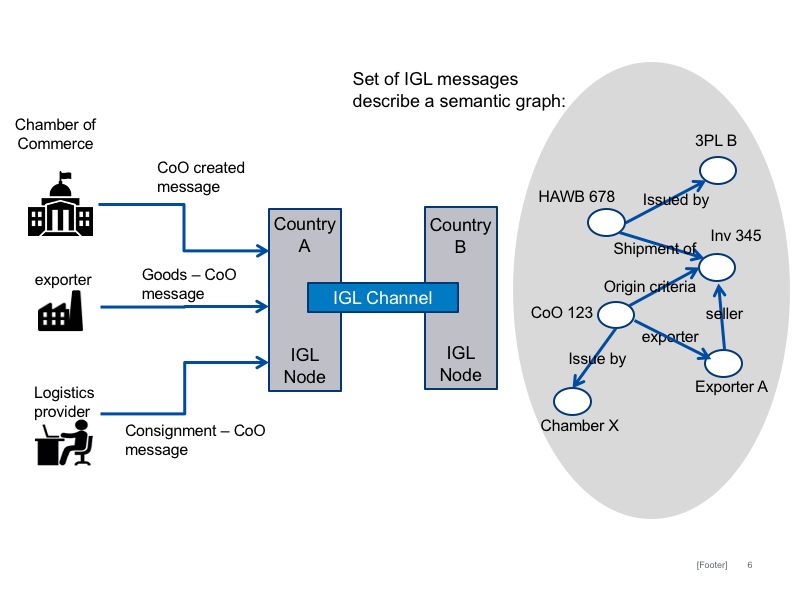 Set of IGL messages
describe a semantic graph:
Chamber of
Commerce
CoO created
message
exporter
Goods – CoO
message
Logistics
provider
Consignment – CoO
message
Country
A
IGL
Node
IGL Channel
Country
B
IGL
Node
3PL B
HAWB 678
Issued by
Inv 345
Shipment of
Origin criteria
CoO 123
seller
exporter
Issue by
Exporter A
Chamber X
[Footer]
6